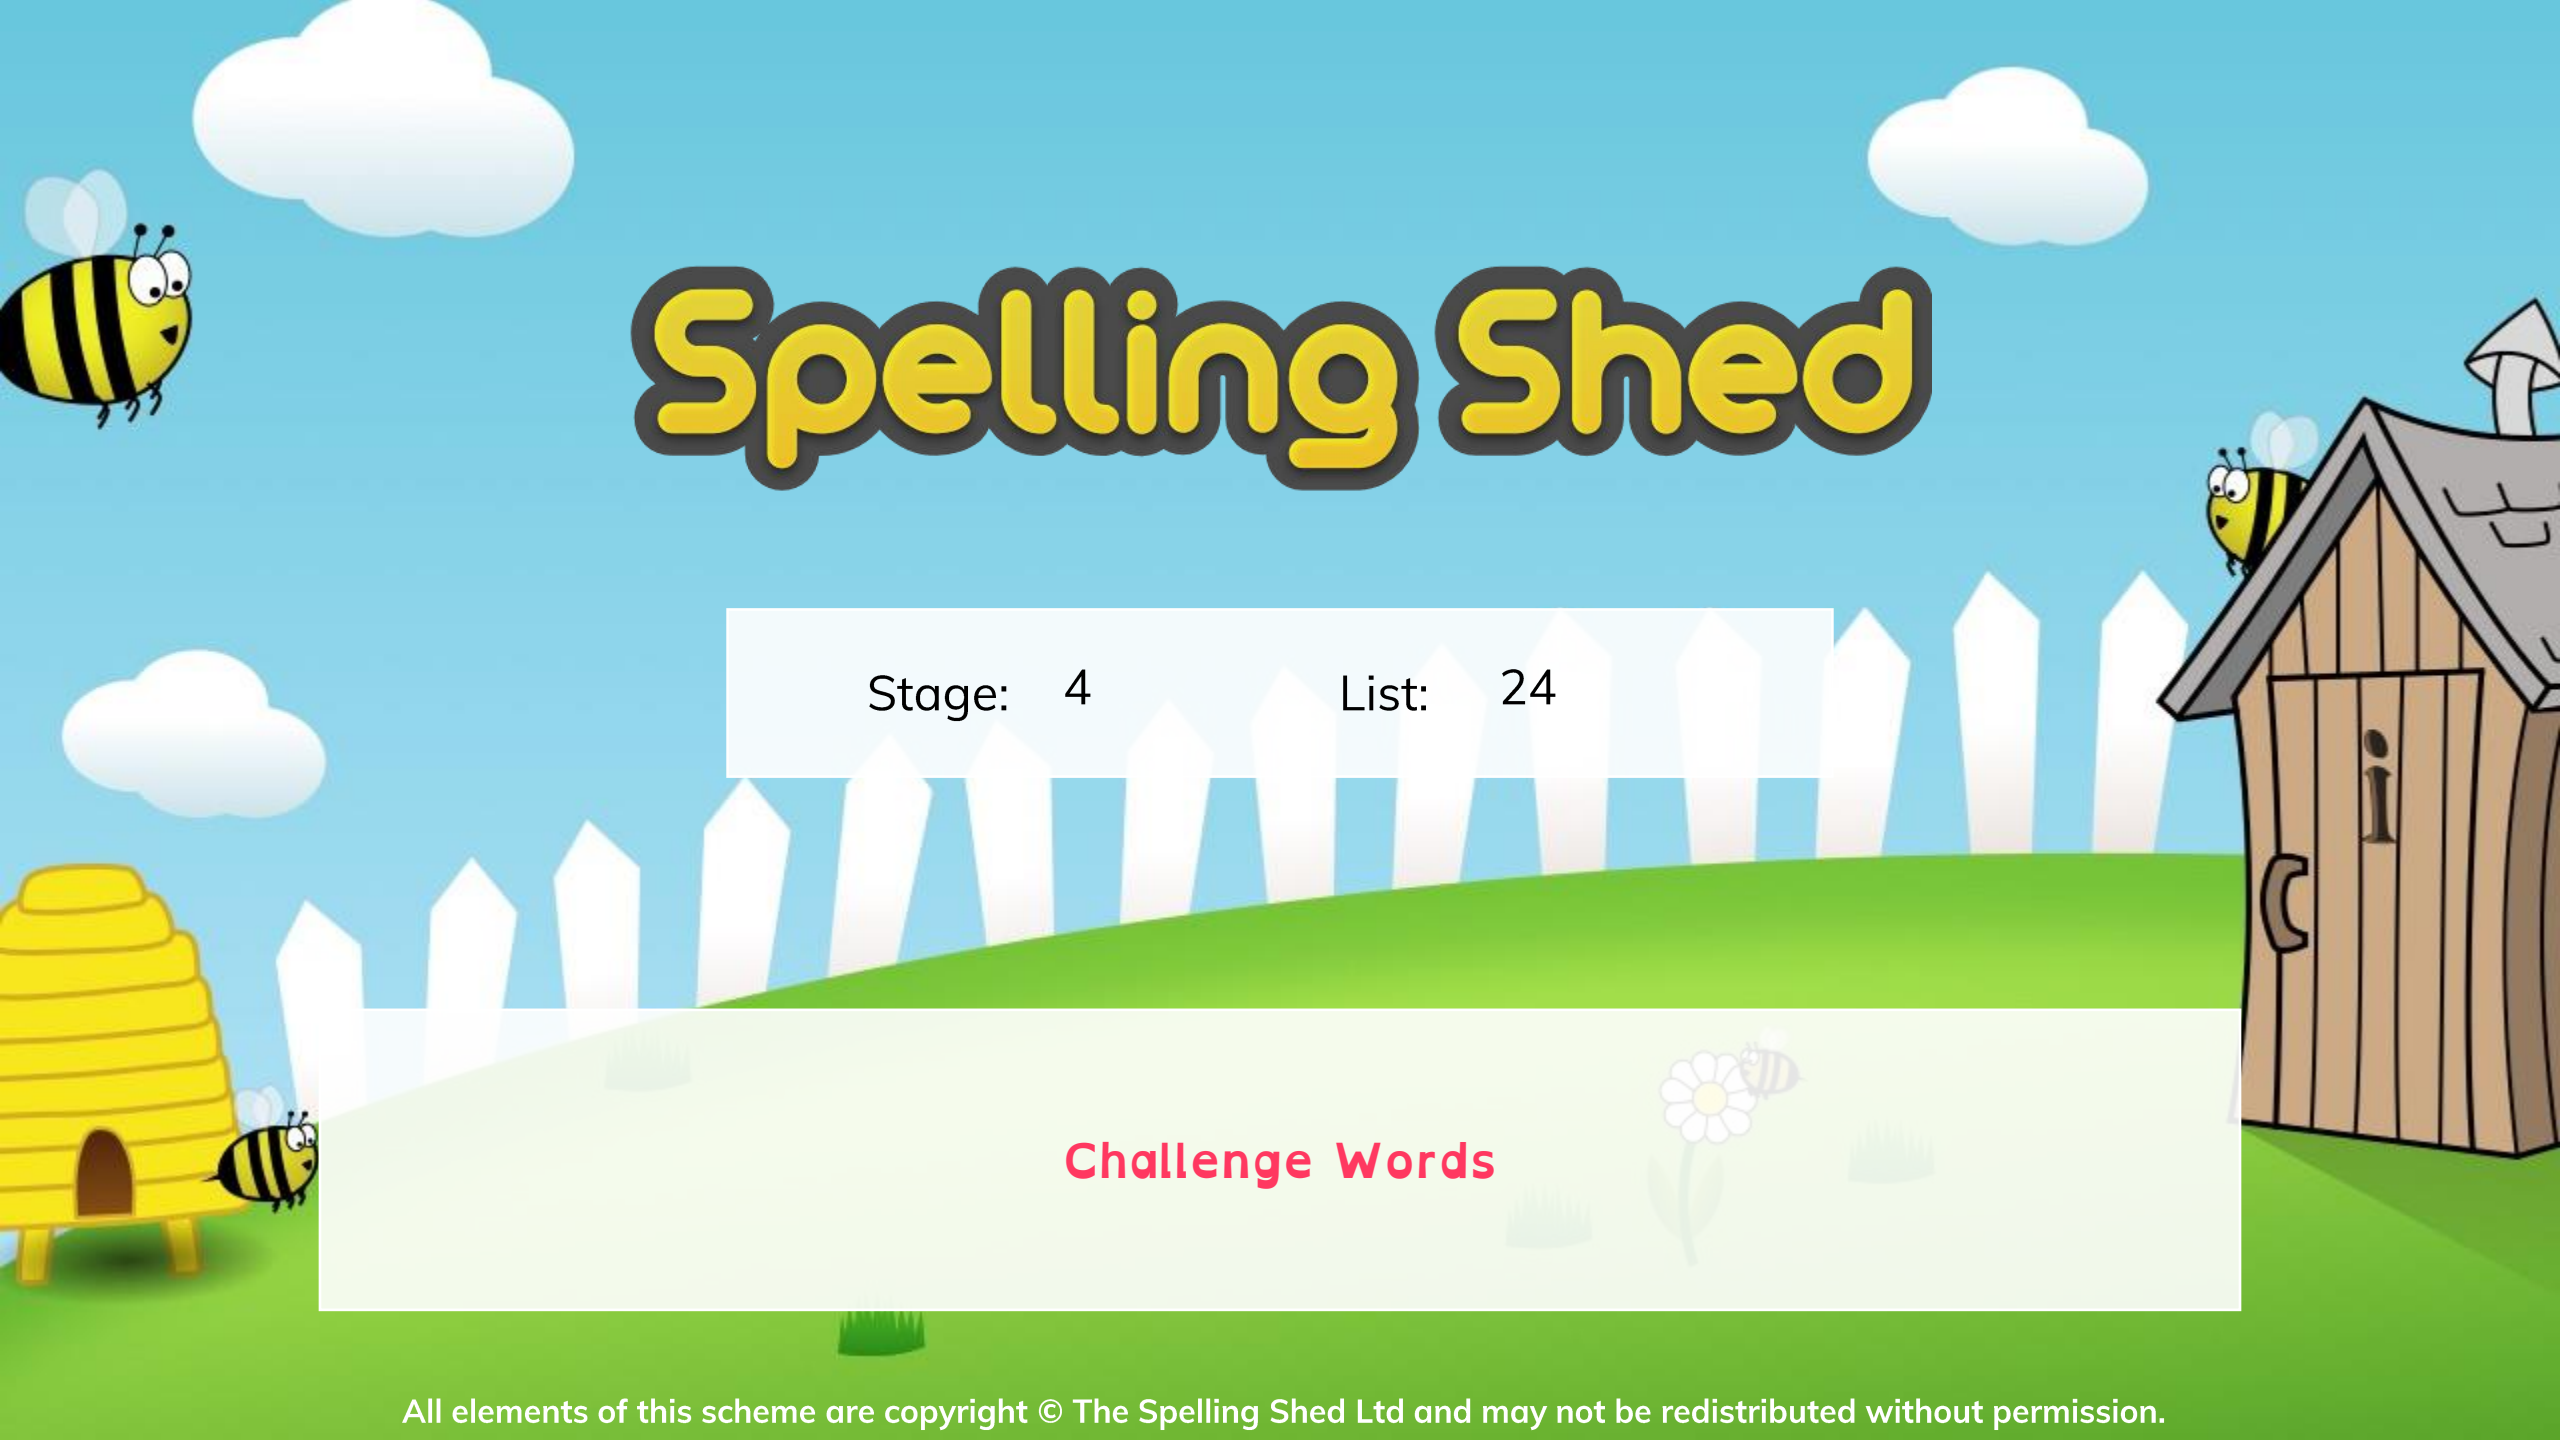 Spelling Shed
Stage: 4 List: 24
i
Challenge Words
All elements of this scheme are copyright © The Spelling Shed Ltd and may not be redistributed without permission.